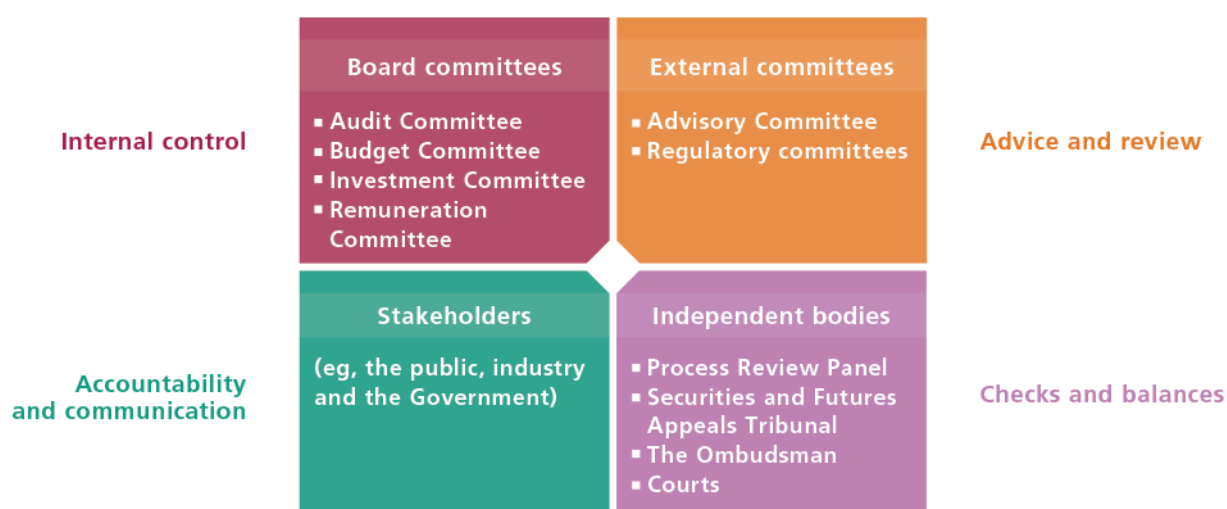 Internal control
Board committees
▪ Audit Committee
▪ Budget Committee
▪ Investment Committee
▪ Remuneration
Committee
External committees
▪ Advisory Committee
▪ Regulatory committees
Advice and review
Accountability
and communication
Stakeholders
(eg, the public, industry
and the Government)
Independent bodies
▪ Process Review Panel
▪ Securities and Futures
Appeals Tribunal
▪ The Ombudsman
▪ Courts
Checks and balances